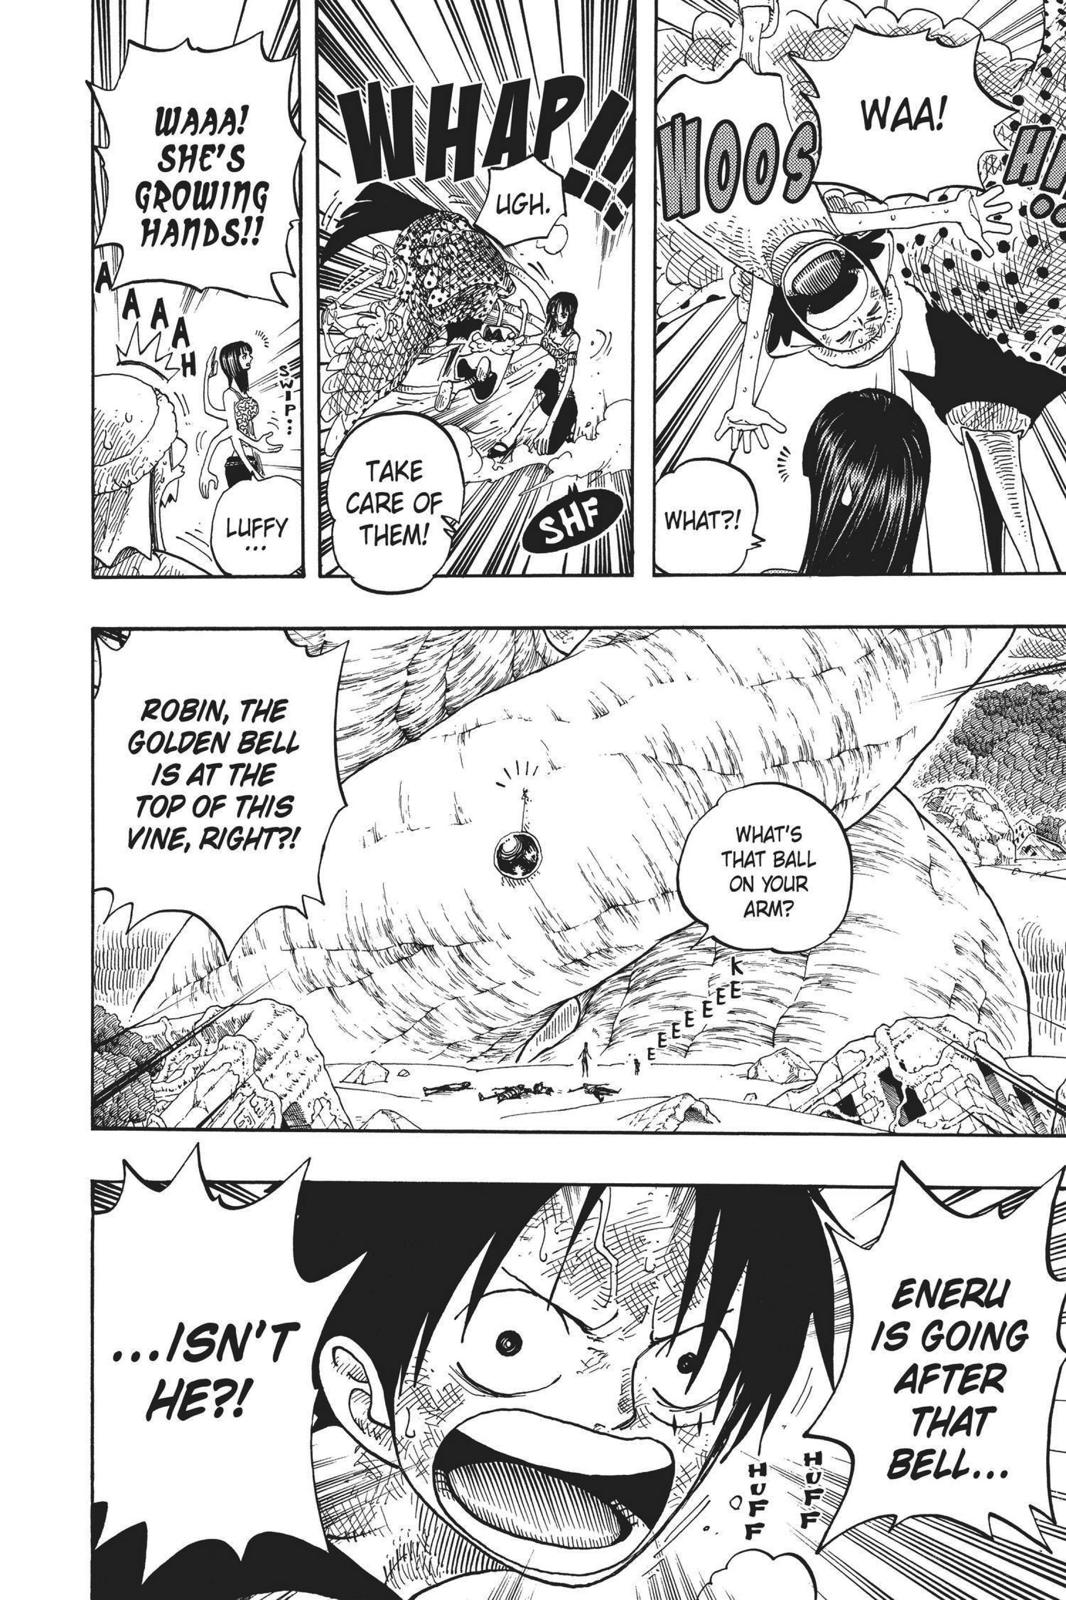 WAA!
WOOS
WHAT?!
WHAP!!!
UGH.
TAKE
CARE OF
THEM!
SHF
WAAA!
SHE'S
GROWING
HANDS!!
AAAAH
SWIP...
LUFFY
...
WHAT'S
THAT BALL
ON YOUR
ARM?
KEEEEEEEE
ROBIN, THE
GOLDEN BELL
IS AT THE
TOP OF THIS
VINE, RIGHT?!
ENERU
IS GOING
AFTER
THAT
BELL...
HUFF
HUFF
...ISN'T
HE?!